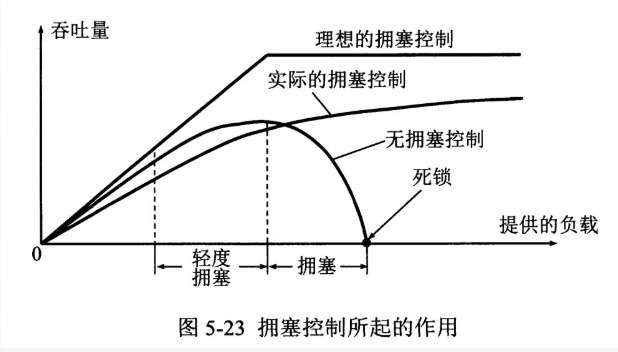 吞吐量
理想的拥塞控制
实际的拥塞控制
无拥塞控制
死锁
提供的负载
0
轻度
拥塞
拥塞
图 5-23 拥塞控制所起的作用